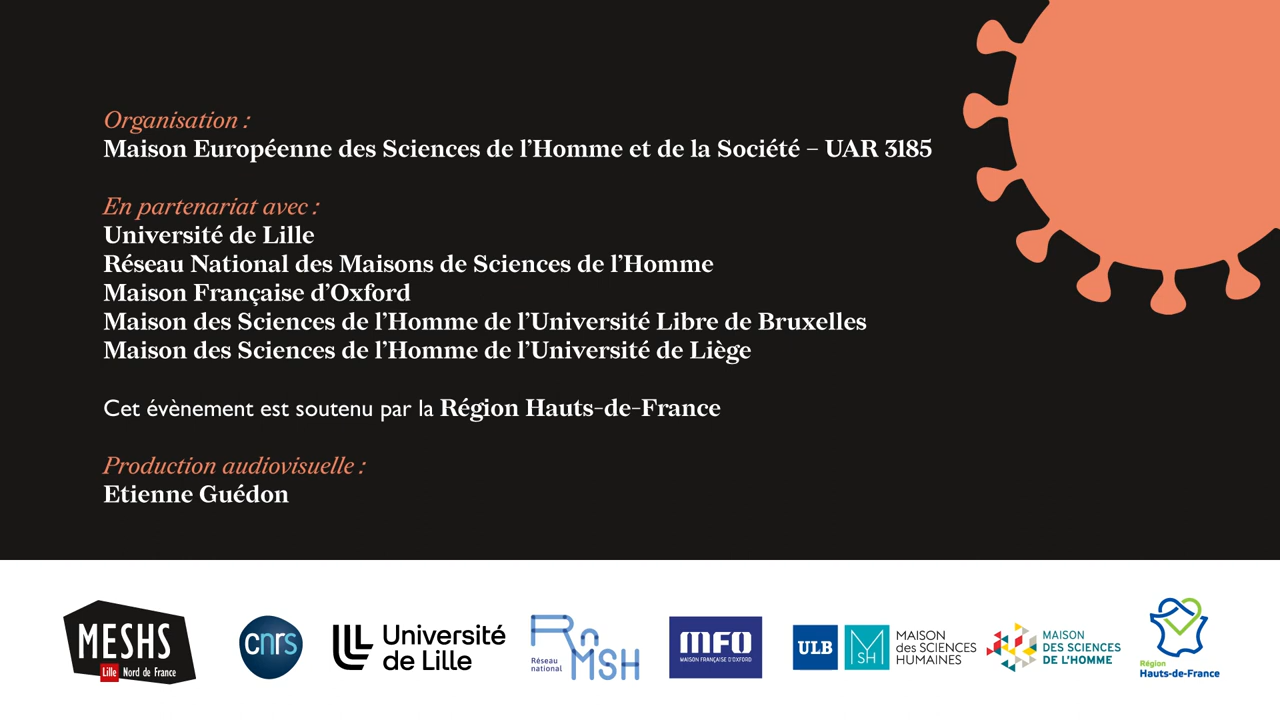 Organisation :
Maison Européenne des Sciences de l’Homme et de la Société – UAR 3185
En partenariat avec :
Université de Lille
Réseau National des Maisons de Sciences de l’Homme
Maison Française d’Oxford
Maison des Sciences de l’Homme de l’Université Libre de Bruxelles
Maison des Sciences de l’Homme de l’Université de Liège
Cet évènement est soutenu par la Région Hauts-de-France
Production audiovisuelle :
Etienne Guédon
MESHS
Lille Nord de France
cnrs
Université
de Lille
RnMSH
Réseau
national
MFO
MAISON FRANÇAISE D'OXFORD
ULB
MSH
MAISON
des SCIENCES
HUMAINES
MAISON
DES SCIENCES
DE L'HOMME
Région
Hauts-de-France